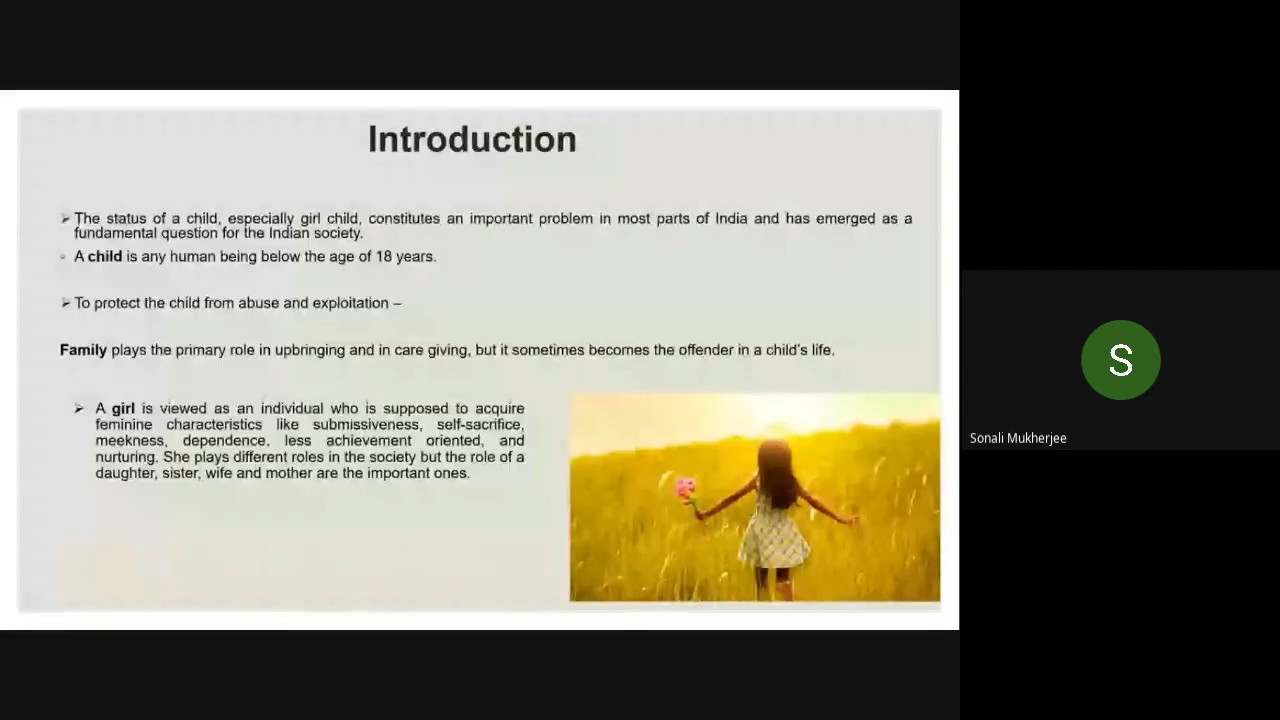 Introduction
The status of a child, especially girl child, constitutes an important problem in most parts of India and has emerged as a
fundamental question for the Indian society.
A child is any human being below the age of 18 years.
To protect the child from abuse and exploitation –
Family plays the primary role in upbringing and in care giving, but it sometimes becomes the offender in a child's life.
A girl is viewed as an individual who is supposed to acquire
feminine characteristics like submissiveness, self-sacrifice,
meekness, dependence, less achievement oriented, and
nurturing. She plays different roles in the society but the role of a
daughter, sister, wife and mother are the important ones.
S
Sonali Mukherjee